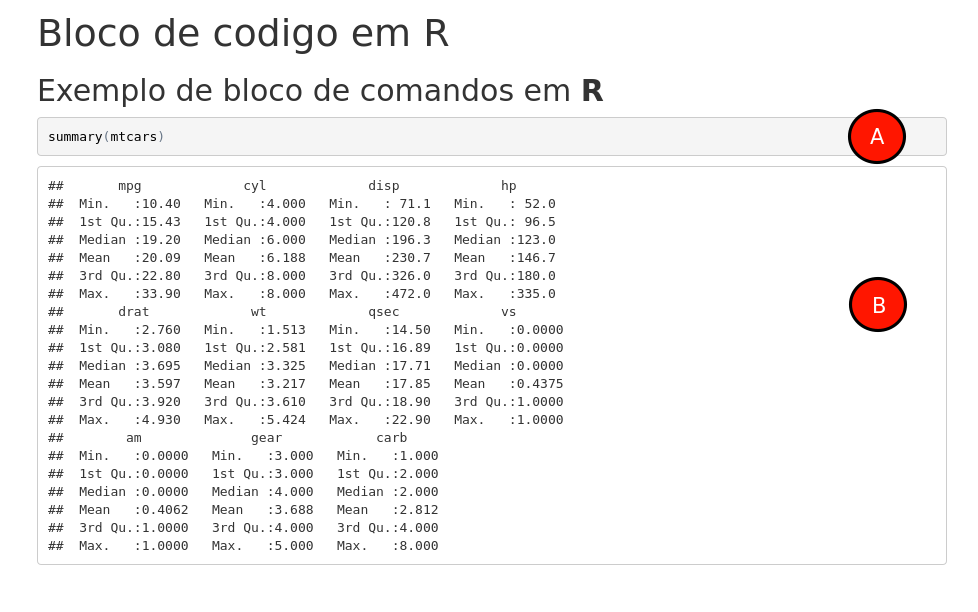 Bloco de codigo em R
Exemplo de bloco de comandos em R
summary(mtcars)
A
##       mpg             cyl             disp             hp
##  Min.   :10.40   Min.   :4.000   Min.   : 71.1   Min.   : 52.0
##  1st Qu.:15.43   1st Qu.:4.000   1st Qu.:120.8   1st Qu.: 96.5
##  Median :19.20   Median :6.000   Median :196.3   Median :123.0
##  Mean   :20.09   Mean   :6.188   Mean   :230.7   Mean   :146.7
##  3rd Qu.:22.80   3rd Qu.:8.000   3rd Qu.:326.0   3rd Qu.:180.0
##  Max.   :33.90   Max.   :8.000   Max.   :472.0   Max.   :335.0
B
##       drat             wt             qsec             vs
##  Min.   :2.760   Min.   :1.513   Min.   :14.50   Min.   :0.0000
##  1st Qu.:3.080   1st Qu.:2.581   1st Qu.:16.89   1st Qu.:0.0000
##  Median :3.695   Median :3.325   Median :17.71   Median :0.0000
##  Mean   :3.597   Mean   :3.217   Mean   :17.85   Mean   :0.4375
##  3rd Qu.:3.920   3rd Qu.:3.610   3rd Qu.:18.90   3rd Qu.:1.0000
##  Max.   :4.930   Max.   :5.424   Max.   :22.90   Max.   :1.0000
##        am              gear            carb
##  Min.   :0.0000   Min.   :3.000   Min.   :1.000
##  1st Qu.:0.0000   1st Qu.:3.000   1st Qu.:2.000
##  Median :0.0000   Median :4.000   Median :2.000
##  Mean   :0.4062   Mean   :3.688   Mean   :2.812
##  3rd Qu.:1.0000   3rd Qu.:4.000   3rd Qu.:4.000
##  Max.   :1.0000   Max.   :5.000   Max.   :8.000